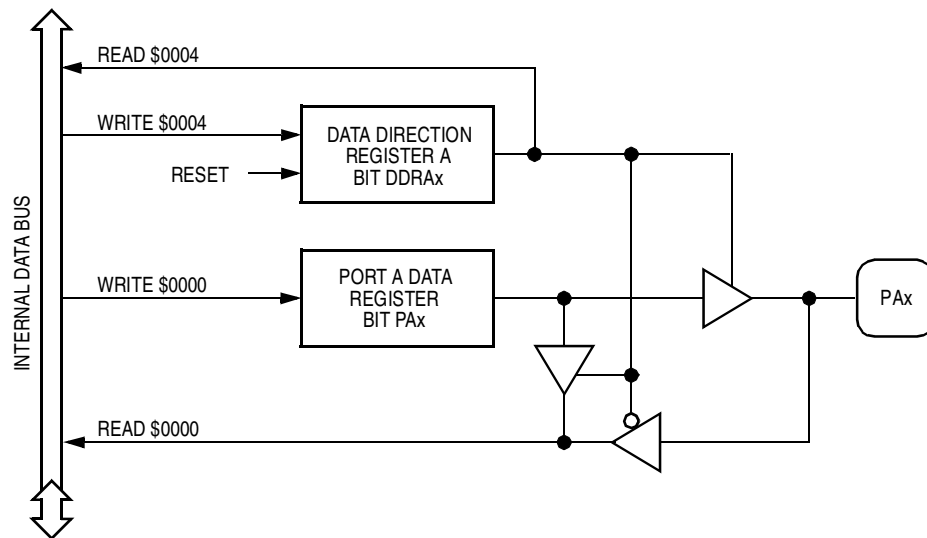 READ $0004
WRITE $0004
DATA DIRECTION
REGISTER A
BIT DDRAx
RESET
INTERNAL DATA BUS
WRITE $0000
PORT A DATA
REGISTER
BIT PAx
PAx
READ $0000